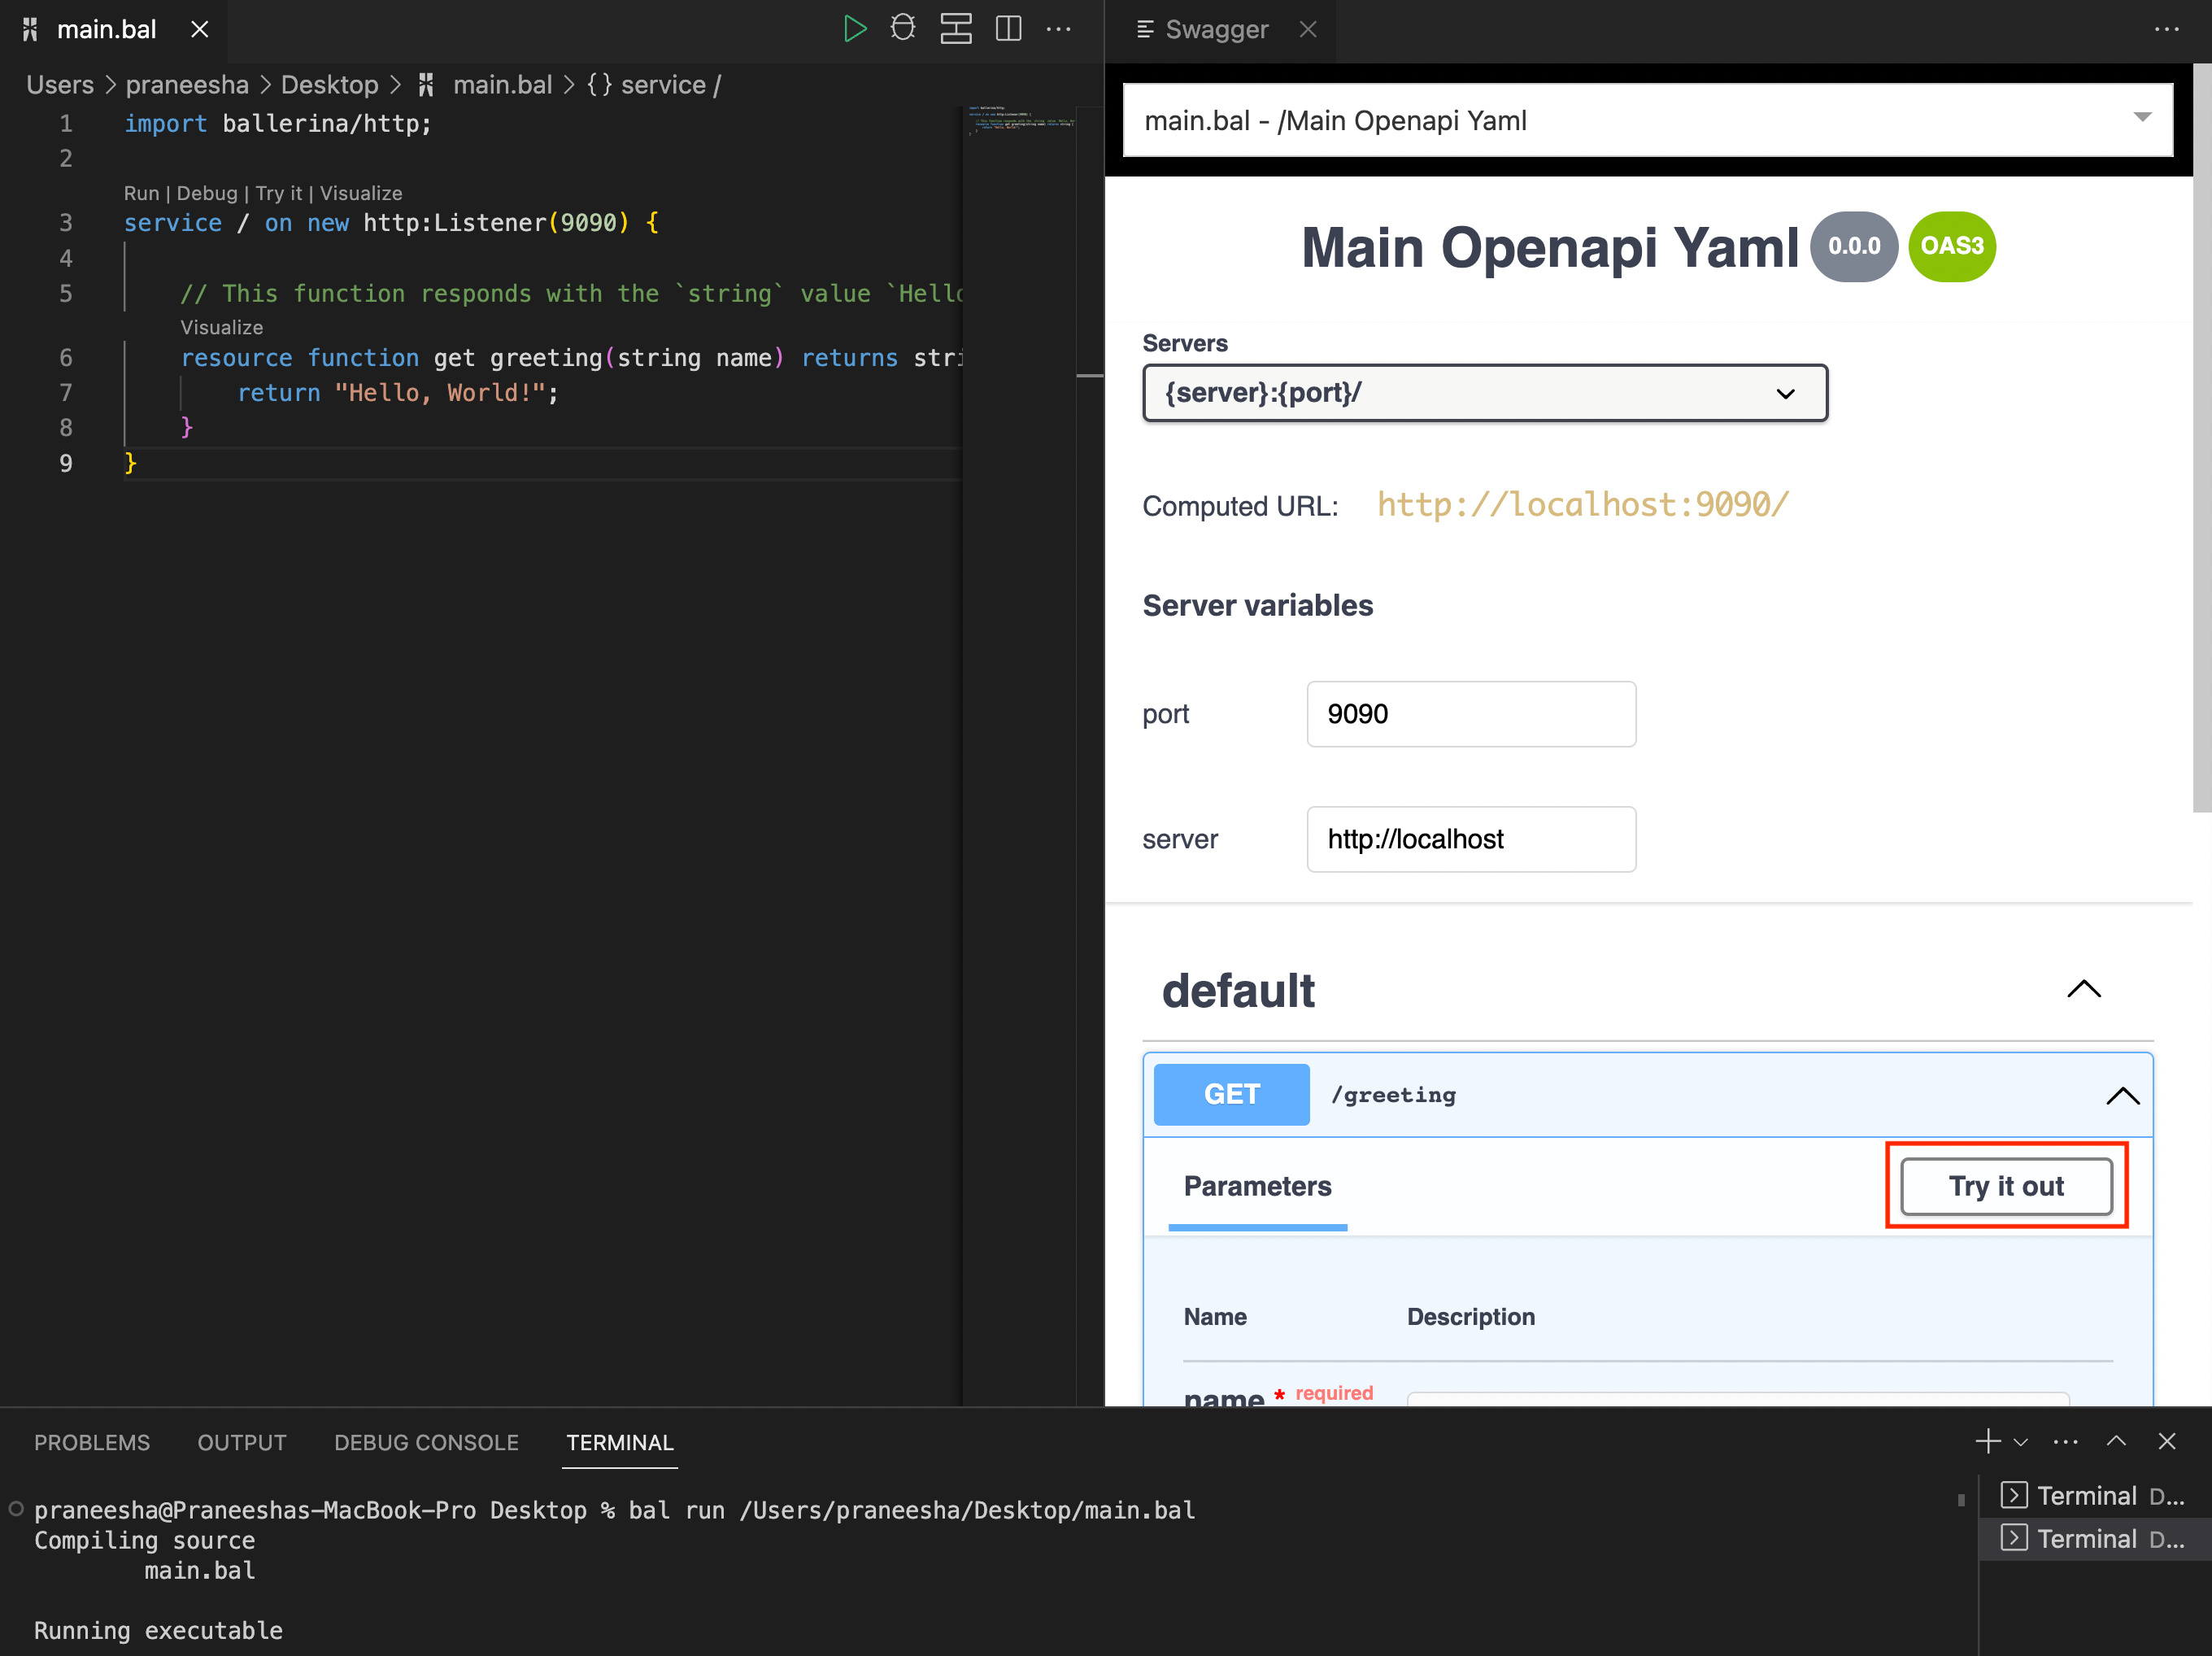 main.bal
Swagger
Users > praneesha > Desktop > main.bal > {} service /
1 import ballerina/http;
2
Run | Debug | Try it | Visualize
3 service / on new http:Listener(9090) {
4
5 // This function responds with the `string` value `Hello
Visualize
6 resource function get greeting(string name) returns stri
7 return "Hello, World!";
8 }
9 }
main.bal - /Main Openapi Yaml
Main Openapi Yaml 0.0.0 OAS3
Servers
{server}:{port}/
Computed URL: http://localhost:9090/
Server variables
port 9090
server http://localhost
default
GET /greeting
Parameters Try it out
Name Description
name * required
PROBLEMS OUTPUT DEBUG CONSOLE TERMINAL
praneesha@Praneeshas-MacBook-Pro Desktop % bal run /Users/praneesha/Desktop/main.bal
Compiling source
main.bal
Running executable
Terminal D...
Terminal D...